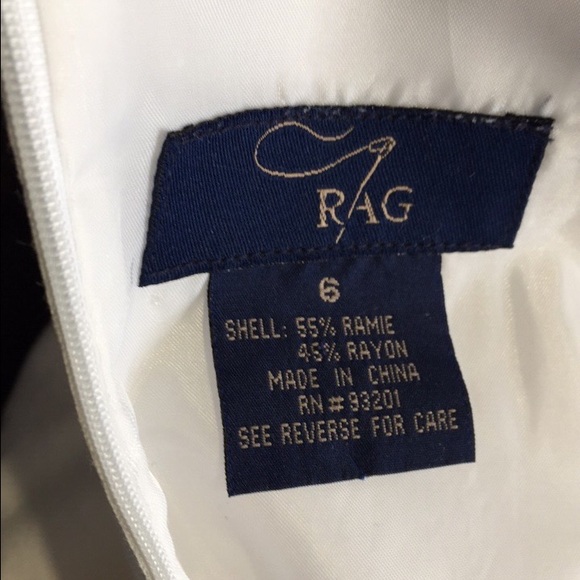 RAG
6
SHELL: 55% RAMIE
45% RAYON
MADE IN CHINA
RN # 93201
SEE REVERSE FOR CARE